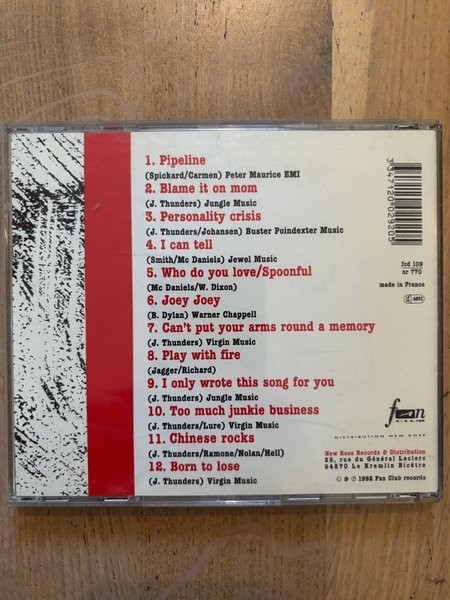 1. Pipeline
(Spickard/Carmen) Peter Maurice EMI
2. Blame it on mom
(J. Thunders) Jungle Music
3. Personality crisis
(J. Thunders/Johansen) Buster Poindexter Music
4. I can tell
(Smith/Mc Daniels) Jewel Music
5. Who do you love/Spoonful
(Mc Daniels/W. Dixon)
6. Joey Joey
(B. Dylan) Warner Chappell
7. Can't put your arms round a memory
(J. Thunders) Virgin Music
8. Play with fire
(Jagger/Richard)
9. I only wrote this song for you
(J. Thunders) Jungle Music
10. Too much junkie business
(J. Thunders/Lure) Virgin Music
11. Chinese rocks
(J. Thunders/Ramone/Nolan/Hell)
12. Born to lose
(J. Thunders) Virgin Music
3347120029205
fcd 109
nr 770
made in France
fan
CLUB
DISTRIBUTION NEW ROSE
New Rose Records & Distribution
25, rue du Général Leclerc
94270 Le Kremlin Bicêtre
© & ℗ 1992 Fan Club records